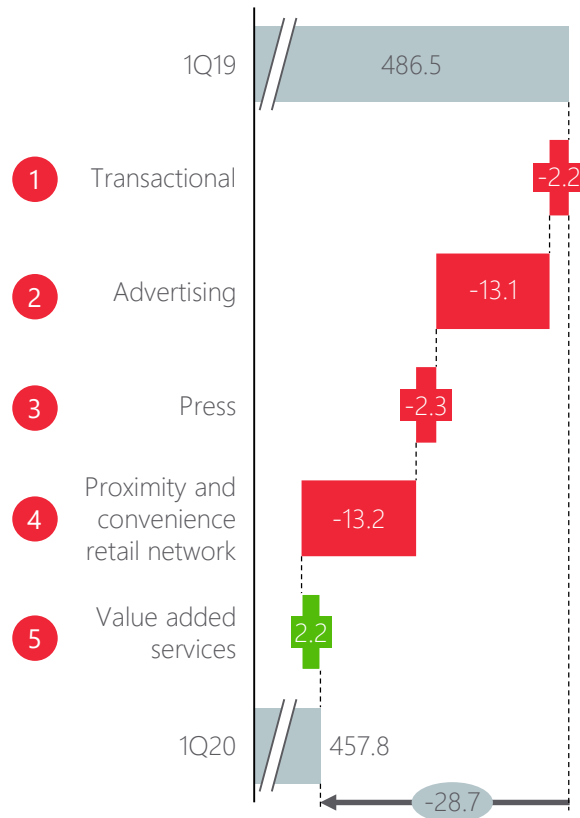 1Q19
486.5
1
Transactional
-2.2
2
Advertising
-13.1
3
Press
-2.3
4
Proximity and
convenience
retail network
-13.2
5
Value added
services
2.2
1Q20
457.8
-28.7